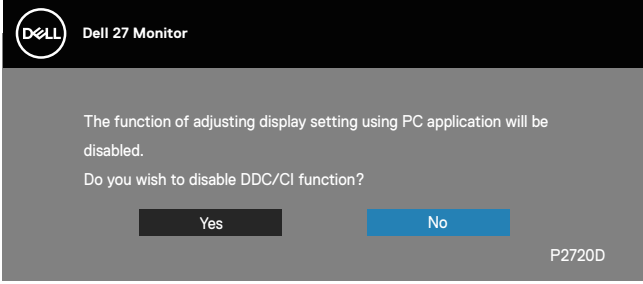 DELL
Dell 27 Monitor
The function of adjusting display setting using PC application will be
disabled.
Do you wish to disable DDC/CI function?
Yes
No
P2720D